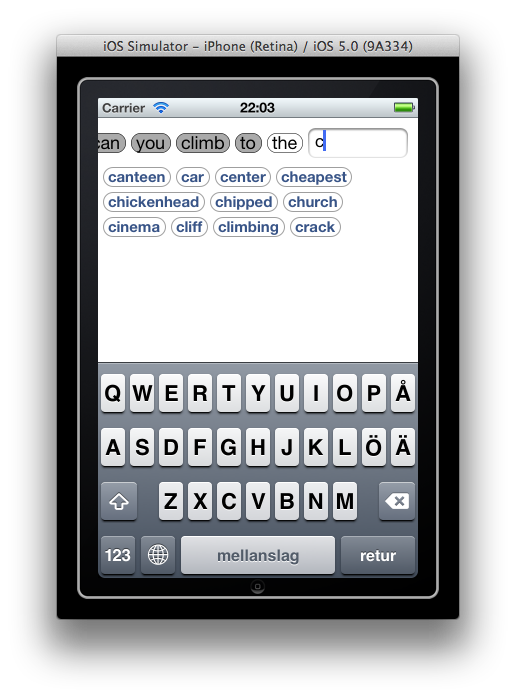 iOS Simulator – iPhone (Retina) / iOS 5.0 (9A334)
Carrier 22:03
can you climb to the c
canteen car center cheapest
chickenhead chipped church
cinema cliff climbing crack
Q W E R T Y U I O P Å
A S D F G H J K L Ö Ä
Z X C V B N M
123 mellanslag retur